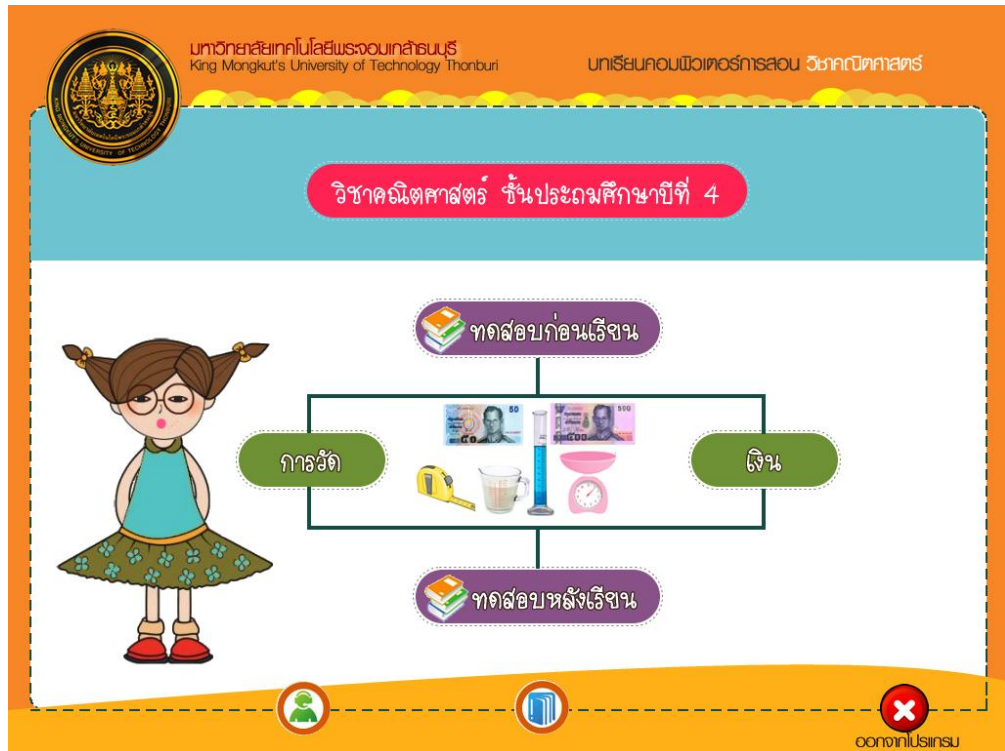 มหาวิทยาลัยเทคโนโลยีพระจอมเกล้าธนบุรี
King Mongkut's University of Technology Thonburi
บทเรียนคอมพิวเตอร์การสอน วิชาคณิตศาสตร์
วิชาคณิตศาสตร์ ชั้นประถมศึกษาปีที่ 4
ทดสอบก่อนเรียน
50
500
การวัด
เงิน
ทดสอบหลังเรียน
ออกจากโปรแกรม